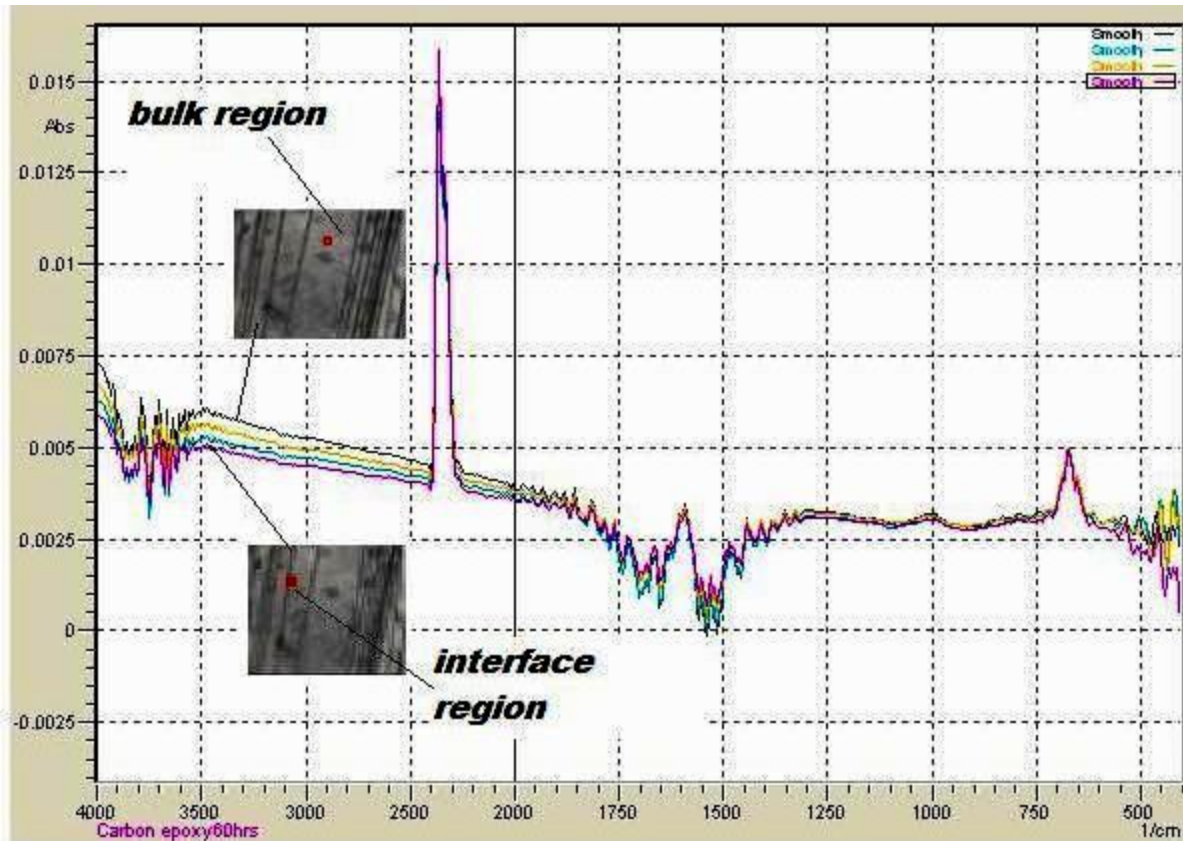 Smooth
Smooth
Smooth
Smooth
0.015
Abs
bulk region
0.0125
0.01
0.0075
0.005
0.0025
0
interface
region
-0.0025
4000 3500 3000 2500 2000 1750 1500 1250 1000 750 500
Carbon epoxy60hrs 1/cm